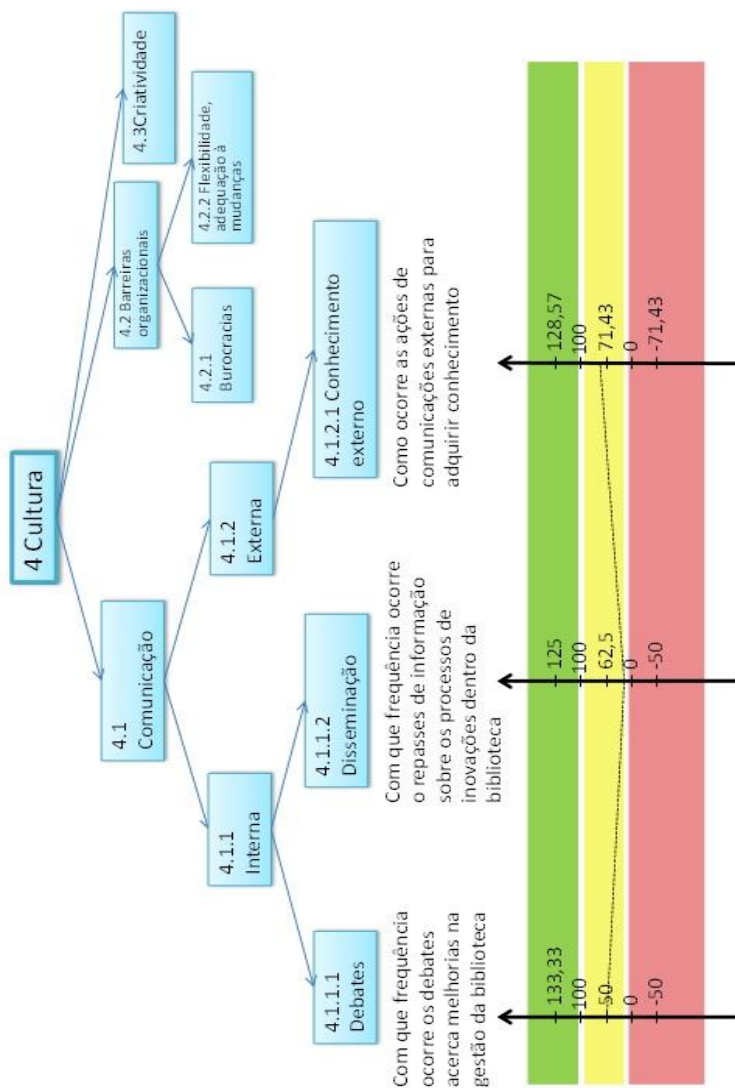 4 Cultura
4.1
Comunicação
4.2 Barreiras
organizacionais
4.3Criatividade
4.1.1
Interna
4.1.2
Externa
4.2.1
Burocracias
4.2.2 Flexibilidade,
adequação à
mudanças
4.1.1.1
Debates
4.1.1.2
Disseminação
4.1.2.1 Conhecimento
externo
Com que frequência
ocorre os debates
acerca melhorias na
gestão da biblioteca
Com que frequência ocorre
o repasses de informação
sobre os processos de
inovações dentro da
biblioteca
Como ocorre as ações de
comunicações externas para
adquirir conhecimento
133,33
100
50
0
-50
125
100
62,5
0
-50
128,57
100
71,43
0
-71,43